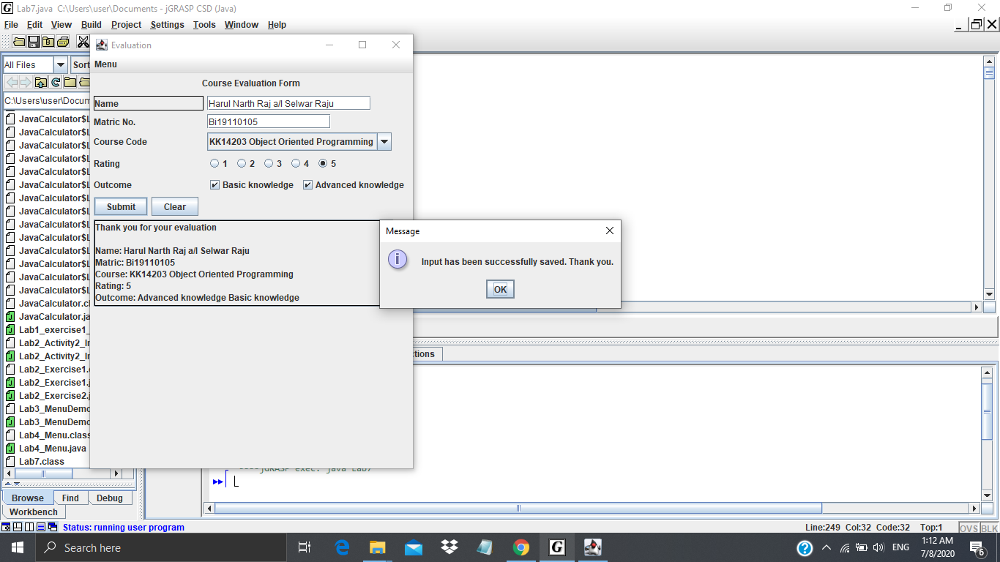 Lab7.java  C:\Users\user\Documents - jGRASP CSD (Java)
File Edit View Build Project Settings Tools Window Help
All Files Sort
C:\Users\user\Docum
JavaCalculator$L
JavaCalculator$L
JavaCalculator$L
JavaCalculator$L
JavaCalculator$L
JavaCalculator$L
JavaCalculator$L
JavaCalculator$L
JavaCalculator$L
JavaCalculator$L
JavaCalculator$L
JavaCalculator$L
JavaCalculator$L
JavaCalculator$L
JavaCalculator.c
JavaCalculator.ja
Lab1_exercise1_
Lab2_Activity2_In
Lab2_Activity2_In
Lab2_Exercise1.
Lab2_Exercise1.j
Lab2_Exercise2.j
Lab3_MenuDemo
Lab3_MenuDemo
Lab4_Menu.class
Lab4_Menu.java
Lab7.class
Browse Find Debug
Workbench
Evaluation
Menu
Course Evaluation Form
Name Harul Narth Raj a/l Selwar Raju
Matric No. Bi19110105
Course Code KK14203 Object Oriented Programming
Rating 1 2 3 4 5
Outcome Basic knowledge Advanced knowledge
Submit Clear
Thank you for your evaluation
Name: Harul Narth Raj a/l Selwar Raju
Matric: Bi19110105
Course: KK14203 Object Oriented Programming
Rating: 5
Outcome: Advanced knowledge Basic knowledge
Message
Input has been successfully saved. Thank you.
OK
ctions
----jGRASP exec: java Lab7
Status: running user program
Line:249 Col:32 Code:32 Top:1 OVS BLK
Search here
ENG
1:12 AM
7/8/2020
6